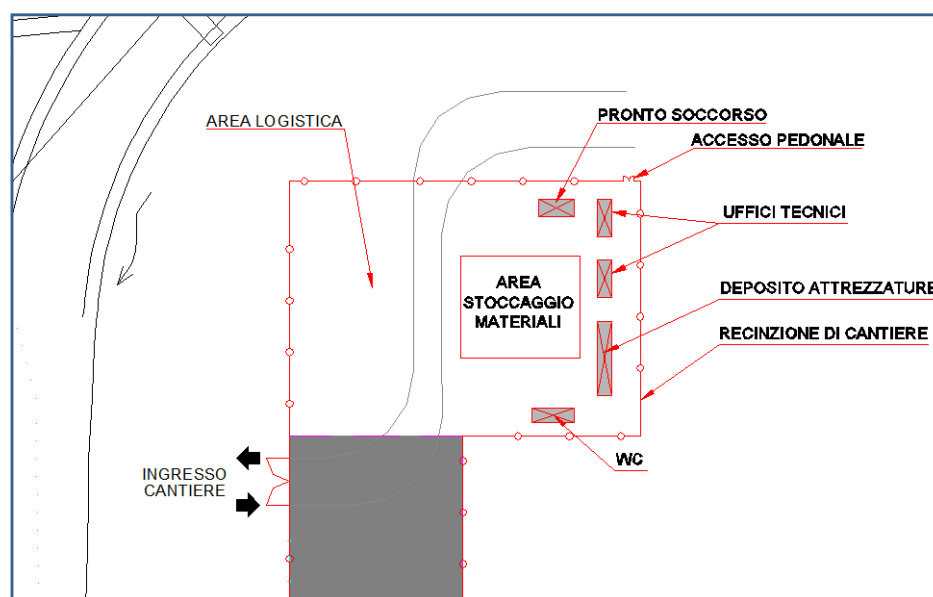 PRONTO SOCCORSO
AREA LOGISTICA
ACCESSO PEDONALE
UFFICI TECNICI
AREA
STOCCAGGIO
MATERIALI
DEPOSITO ATTREZZATURE
RECINZIONE DI CANTIERE
WC
INGRESSO
CANTIERE